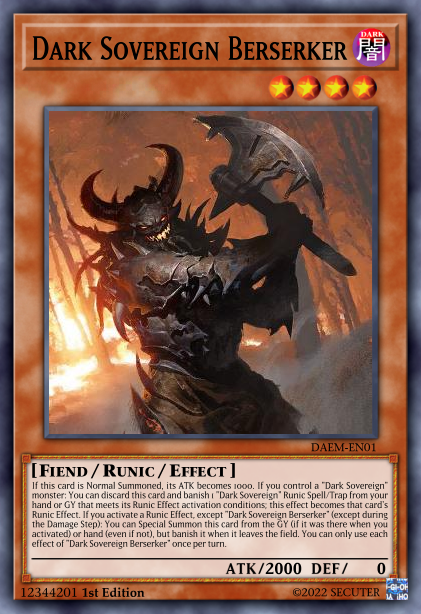 DARK SOVEREIGN BERSERKER
DARK
闇
DAEM-EN01
[FIEND / RUNIC / EFFECT ]
If this card is Normal Summoned, its ATK becomes 1000. If you control a "Dark Sovereign"
monster: You can discard this card and banish 1 "Dark Sovereign" Runic Spell/Trap from your
hand or GY that meets its Runic Effect activation conditions; this effect becomes that card's
Runic Effect. If you activate a Runic Effect, except "Dark Sovereign Berserker" (except during
the Damage Step): You can Special Summon this card from the GY (if it was there when you
activated) or hand (even if not), but banish it when it leaves the field. You can only use each
effect of "Dark Sovereign Berserker" once per turn.
ATK/2000 DEF/ 0
12344201 1st Edition
©2022 SECUTER